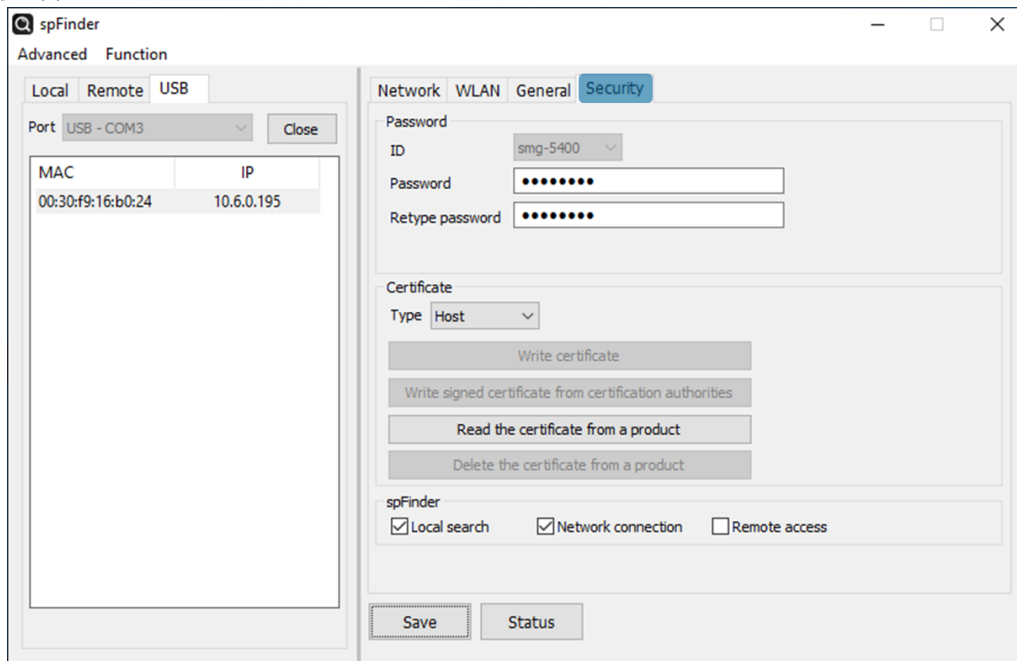 spFinder
Advanced Function
Local Remote USB
Port USB - COM3 Close
MAC IP
00:30:f9:16:b0:24 10.6.0.195
Network WLAN General Security
Password
ID smg-5400
Password ●●●●●●●●
Retype password ●●●●●●●●
Certificate
Type Host
Write certificate
Write signed certificate from certification authorities
Read the certificate from a product
Delete the certificate from a product
spFinder
Local search Network connection Remote access
Save Status